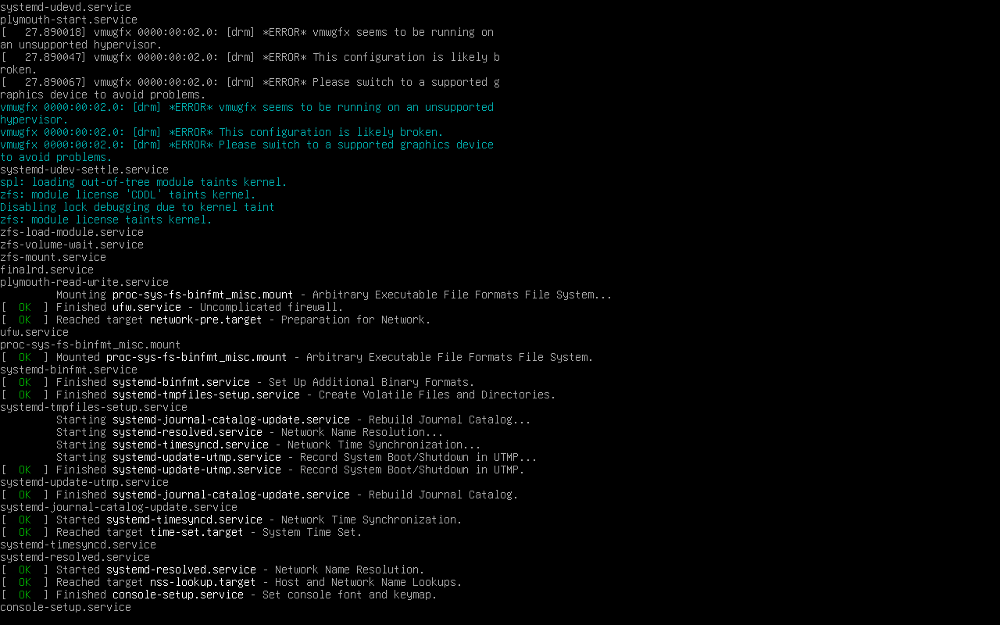 systemd-udevd.service
plymouth-start.service
[   27.890018] vmwgfx 0000:00:02.0: [drm] *ERROR* vmwgfx seems to be running on
an unsupported hypervisor.
[   27.890047] vmwgfx 0000:00:02.0: [drm] *ERROR* This configuration is likely b
roken.
[   27.890067] vmwgfx 0000:00:02.0: [drm] *ERROR* Please switch to a supported g
raphics device to avoid problems.
vmwgfx 0000:00:02.0: [drm] *ERROR* vmwgfx seems to be running on an unsupported
hypervisor.
vmwgfx 0000:00:02.0: [drm] *ERROR* This configuration is likely broken.
vmwgfx 0000:00:02.0: [drm] *ERROR* Please switch to a supported graphics device
to avoid problems.
systemd-udev-settle.service
spl: loading out-of-tree module taints kernel.
zfs: module license 'CDDL' taints kernel.
Disabling lock debugging due to kernel taint
zfs: module license taints kernel.
zfs-load-module.service
zfs-volume-wait.service
zfs-mount.service
finalrd.service
plymouth-read-write.service
         Mounting proc-sys-fs-binfmt_misc.mount - Arbitrary Executable File Formats File System...
[  OK  ] Finished ufw.service - Uncomplicated firewall.
[  OK  ] Reached target network-pre.target - Preparation for Network.
ufw.service
proc-sys-fs-binfmt_misc.mount
[  OK  ] Mounted proc-sys-fs-binfmt_misc.mount - Arbitrary Executable File Formats File System.
systemd-binfmt.service
[  OK  ] Finished systemd-binfmt.service - Set Up Additional Binary Formats.
[  OK  ] Finished systemd-tmpfiles-setup.service - Create Volatile Files and Directories.
systemd-tmpfiles-setup.service
         Starting systemd-journal-catalog-update.service - Rebuild Journal Catalog...
         Starting systemd-resolved.service - Network Name Resolution...
         Starting systemd-timesyncd.service - Network Time Synchronization...
         Starting systemd-update-utmp.service - Record System Boot/Shutdown in UTMP...
[  OK  ] Finished systemd-update-utmp.service - Record System Boot/Shutdown in UTMP.
systemd-update-utmp.service
[  OK  ] Finished systemd-journal-catalog-update.service - Rebuild Journal Catalog.
systemd-journal-catalog-update.service
[  OK  ] Started systemd-timesyncd.service - Network Time Synchronization.
[  OK  ] Reached target time-set.target - System Time Set.
systemd-timesyncd.service
systemd-resolved.service
[  OK  ] Started systemd-resolved.service - Network Name Resolution.
[  OK  ] Reached target nss-lookup.target - Host and Network Name Lookups.
[  OK  ] Finished console-setup.service - Set console font and keymap.
console-setup.service